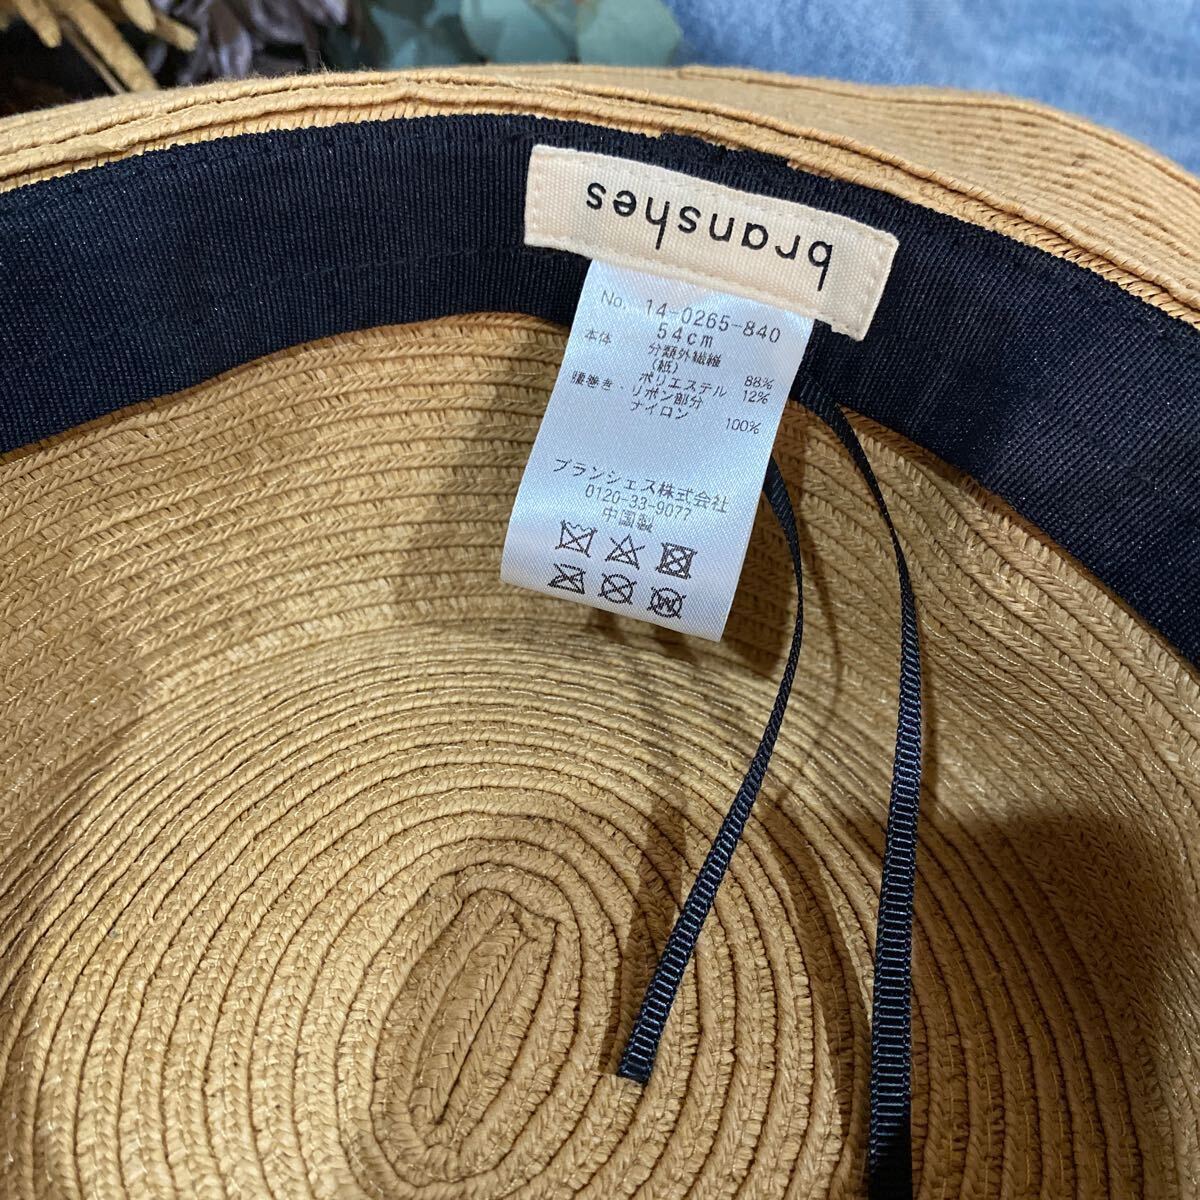 branshes
No. 14-0265-840
54cm
本体 分類外繊維
(紙) 88%
ポリエステル 12%
腰巻き・リボン部分
ナイロン 100%
ブランシェス株式会社
0120-33-9077
中国製